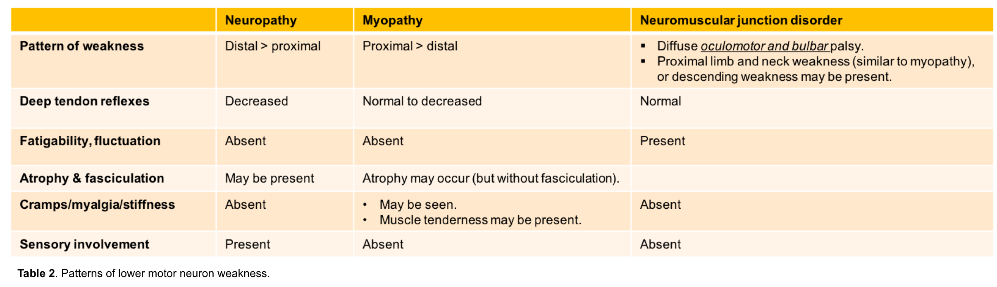 Neuropathy Myopathy Neuromuscular junction disorder
Pattern of weakness Distal > proximal Proximal > distal ▪ Diffuse oculomotor and bulbar palsy.
▪ Proximal limb and neck weakness (similar to myopathy),
or descending weakness may be present.
Deep tendon reflexes Decreased Normal to decreased Normal
Fatigability, fluctuation Absent Absent Present
Atrophy & fasciculation May be present Atrophy may occur (but without fasciculation).
Cramps/myalgia/stiffness Absent • May be seen. Absent
• Muscle tenderness may be present.
Sensory involvement Present Absent Absent
Table 2. Patterns of lower motor neuron weakness.